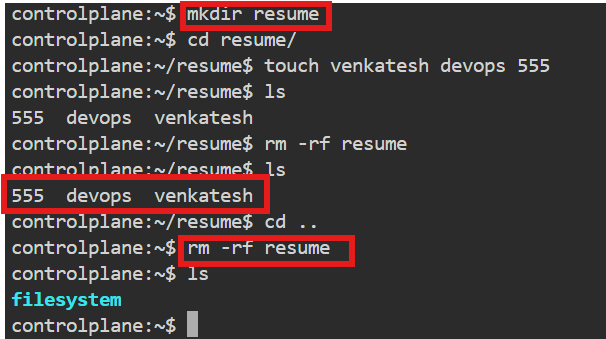 controlplane:~$ mkdir resume
controlplane:~$ cd resume/
controlplane:~/resume$ touch venkatesh devops 555
controlplane:~/resume$ ls
555  devops  venkatesh
controlplane:~/resume$ rm -rf resume
controlplane:~/resume$ ls
555  devops  venkatesh
controlplane:~/resume$ cd ..
controlplane:~$ rm -rf resume
controlplane:~$ ls
filesystem
controlplane:~$